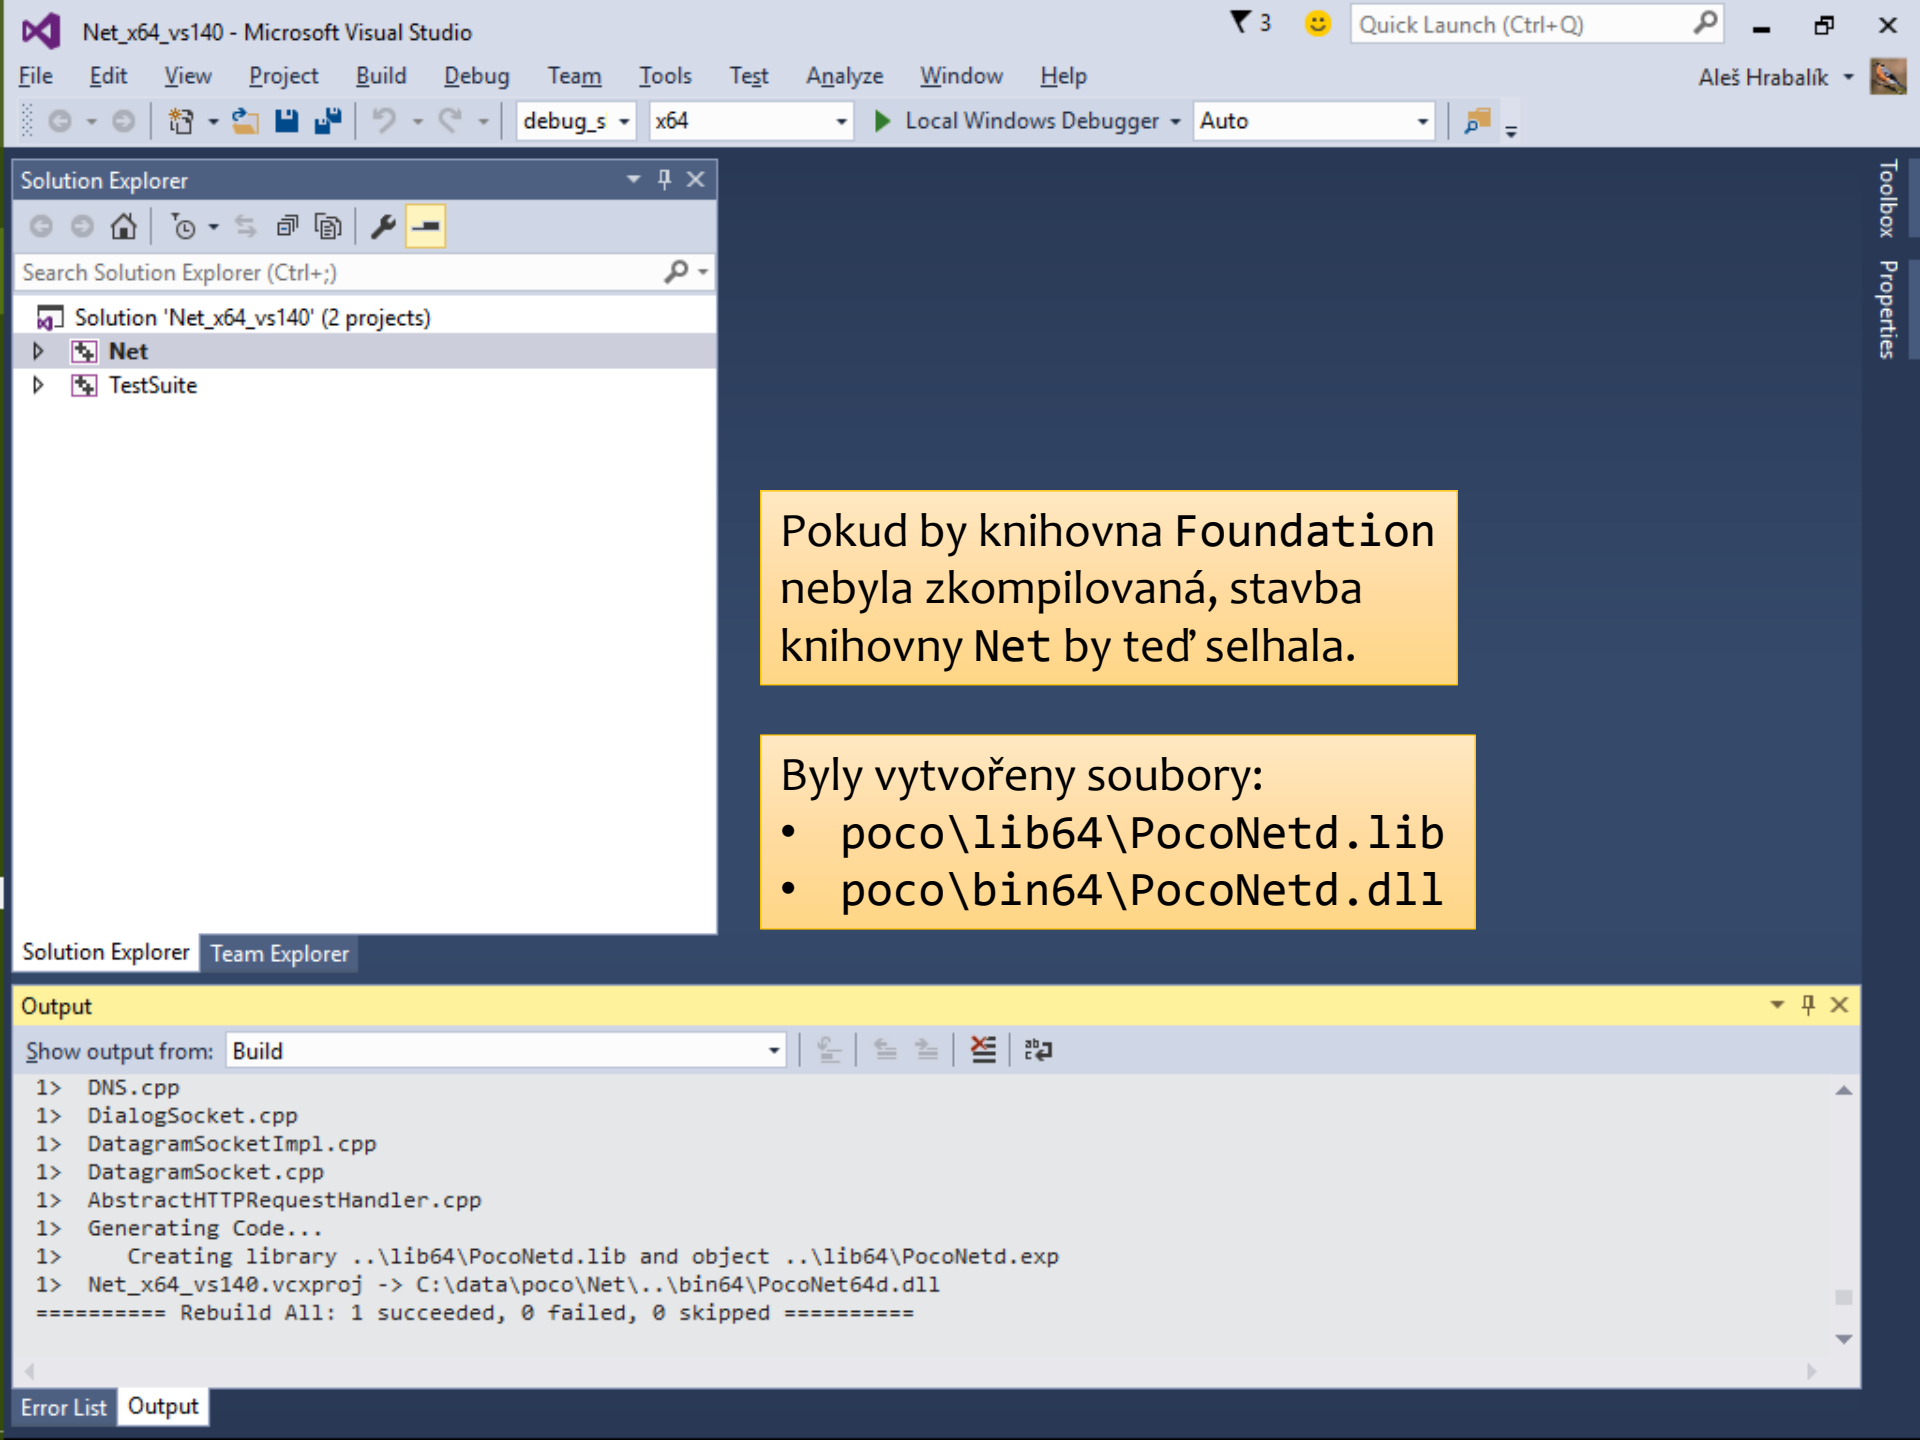 Net_x64_vs140 - Microsoft Visual Studio
3
Quick Launch (Ctrl+Q)
File Edit View Project Build Debug Team Tools Test Analyze Window Help
Aleš Hrabalík
debug_s x64 Local Windows Debugger Auto
Solution Explorer
Search Solution Explorer (Ctrl+;)
Solution 'Net_x64_vs140' (2 projects)
Net
TestSuite
Toolbox
Properties
Pokud by knihovna Foundation
nebyla zkompilovaná, stavba
knihovny Net by teď selhala.
Byly vytvořeny soubory:
• poco\lib64\PocoNetd.lib
• poco\bin64\PocoNetd.dll
Solution Explorer Team Explorer
Output
Show output from: Build
1> DNS.cpp
1> DialogSocket.cpp
1> DatagramSocketImpl.cpp
1> DatagramSocket.cpp
1> AbstractHTTPRequestHandler.cpp
1> Generating Code...
1> Creating library ..\lib64\PocoNetd.lib and object ..\lib64\PocoNetd.exp
1> Net_x64_vs140.vcxproj -> C:\data\poco\Net\..\bin64\PocoNet64d.dll
========== Rebuild All: 1 succeeded, 0 failed, 0 skipped ==========
Error List Output